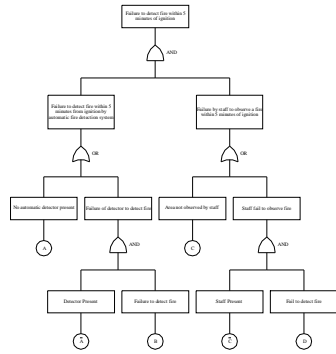 Failure to detect fire within 5
minutes of ignition
AND
Failure to detect fire within 5
minutes from ignition by
automatic fire detection system
Failure by staff to observe a fire
within 5 minutes of ignition
OR
OR
No automatic detector present
Failure of detector to detect fire
Area not observed by staff
Staff fail to observe fire
A
AND
C
AND
Detector Present
Failure to detect fire
Staff Present
Fail to detect fire
A
B
C
D